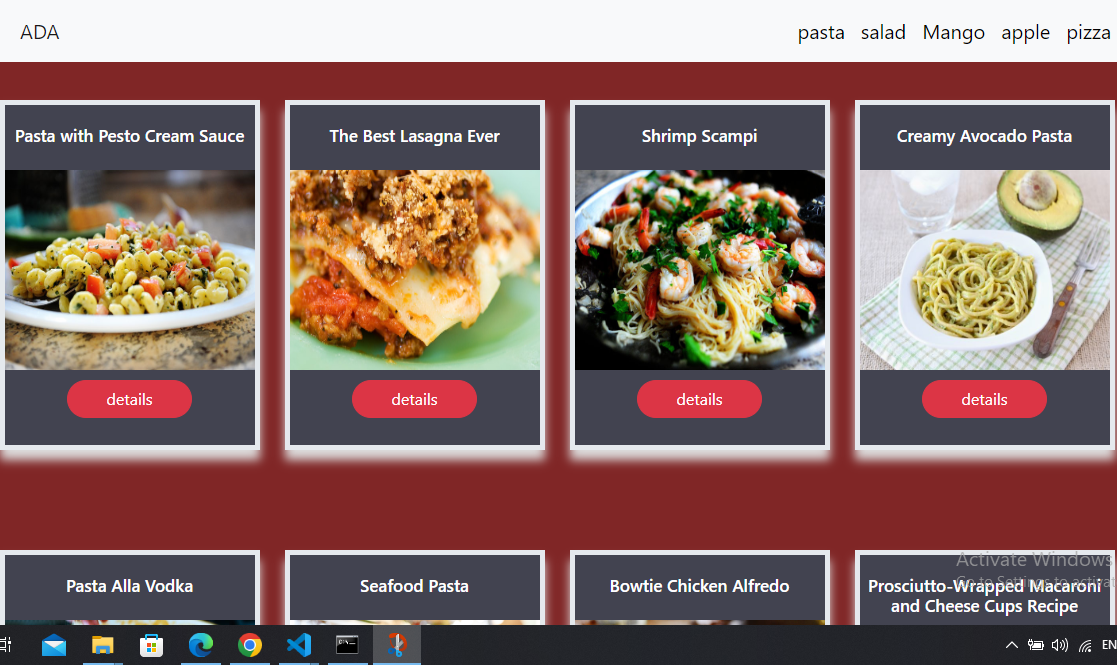 ADA
pasta salad Mango apple pizza
Pasta with Pesto Cream Sauce
The Best Lasagna Ever
Shrimp Scampi
Creamy Avocado Pasta
details
details
details
details
Pasta Alla Vodka
Seafood Pasta
Bowtie Chicken Alfredo
Prosciutto-Wrapped Macaroni
and Cheese Cups Recipe
Activate Windows
Go to Settings to activat
EN